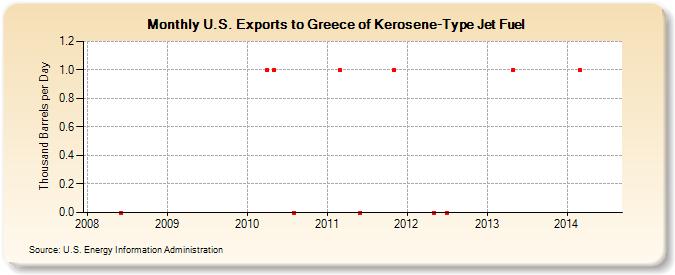 Monthly U.S. Exports to Greece of Kerosene-Type Jet Fuel
Thousand Barrels per Day
1.2
1.0
0.8
0.6
0.4
0.2
0.0
2008 2009 2010 2011 2012 2013 2014
Source: U.S. Energy Information Administration